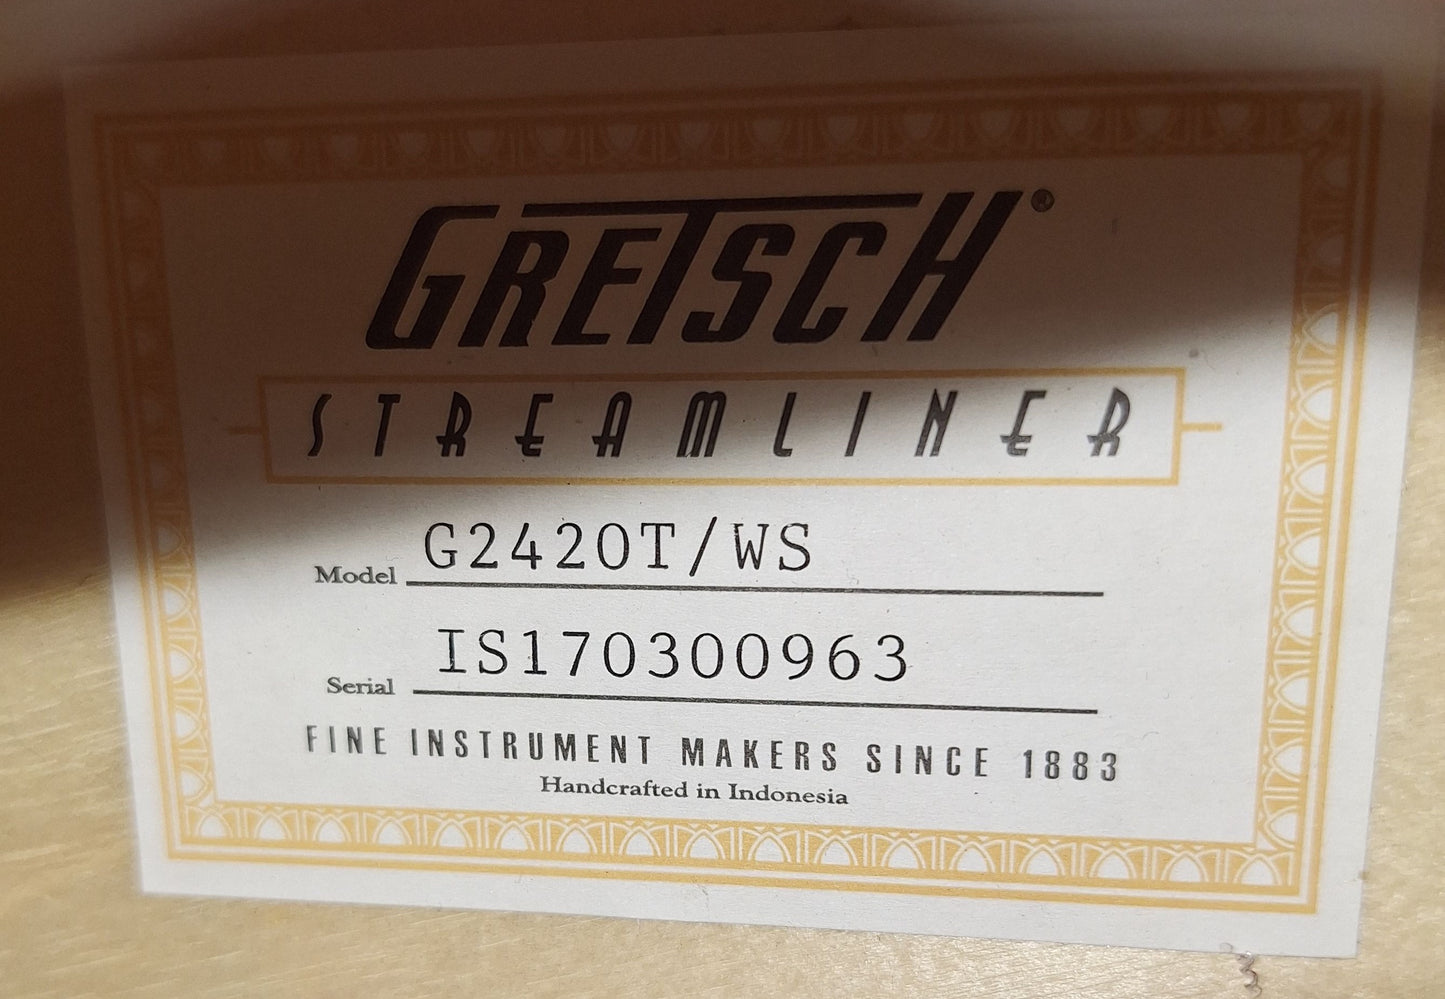 GRETSCH®
STREAMLINER
Model G2420T/WS
Serial IS170300963
FINE INSTRUMENT MAKERS SINCE 1883
Handcrafted in Indonesia